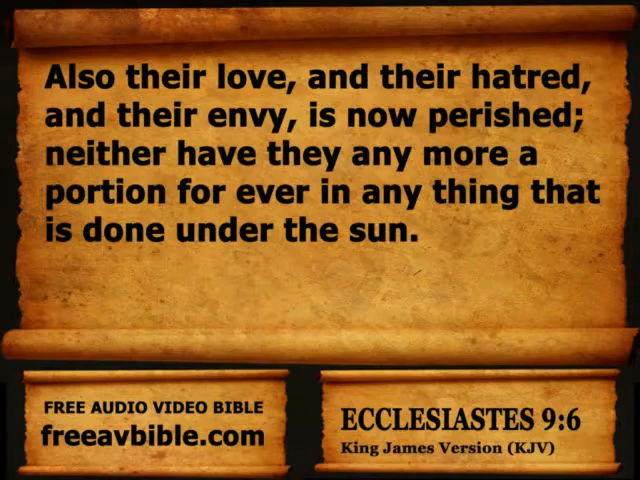 Also their love, and their hatred,
and their envy, is now perished;
neither have they any more a
portion for ever in any thing that
is done under the sun.
FREE AUDIO VIDEO BIBLE
freeavbible.com
ECCLESIASTES 9:6
King James Version (KJV)